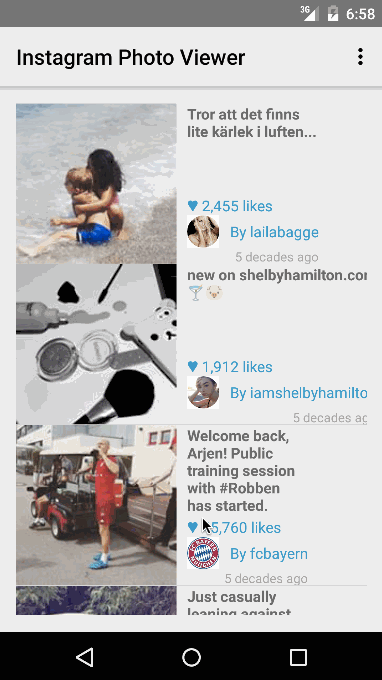 3G 6:58
Instagram Photo Viewer
Tror att det finns
lite kärlek i luften...
♥ 2,455 likes
By lailabagge
5 decades ago
new on shelbyhamilton.com
🍸🐑
♥ 1,912 likes
By iamshelbyhamilto
5 decades ag
Welcome back,
Arjen! Public
training session
with #Robben
has started.
5,760 likes
By fcbayern
5 decades ago
Just casually
leaning against